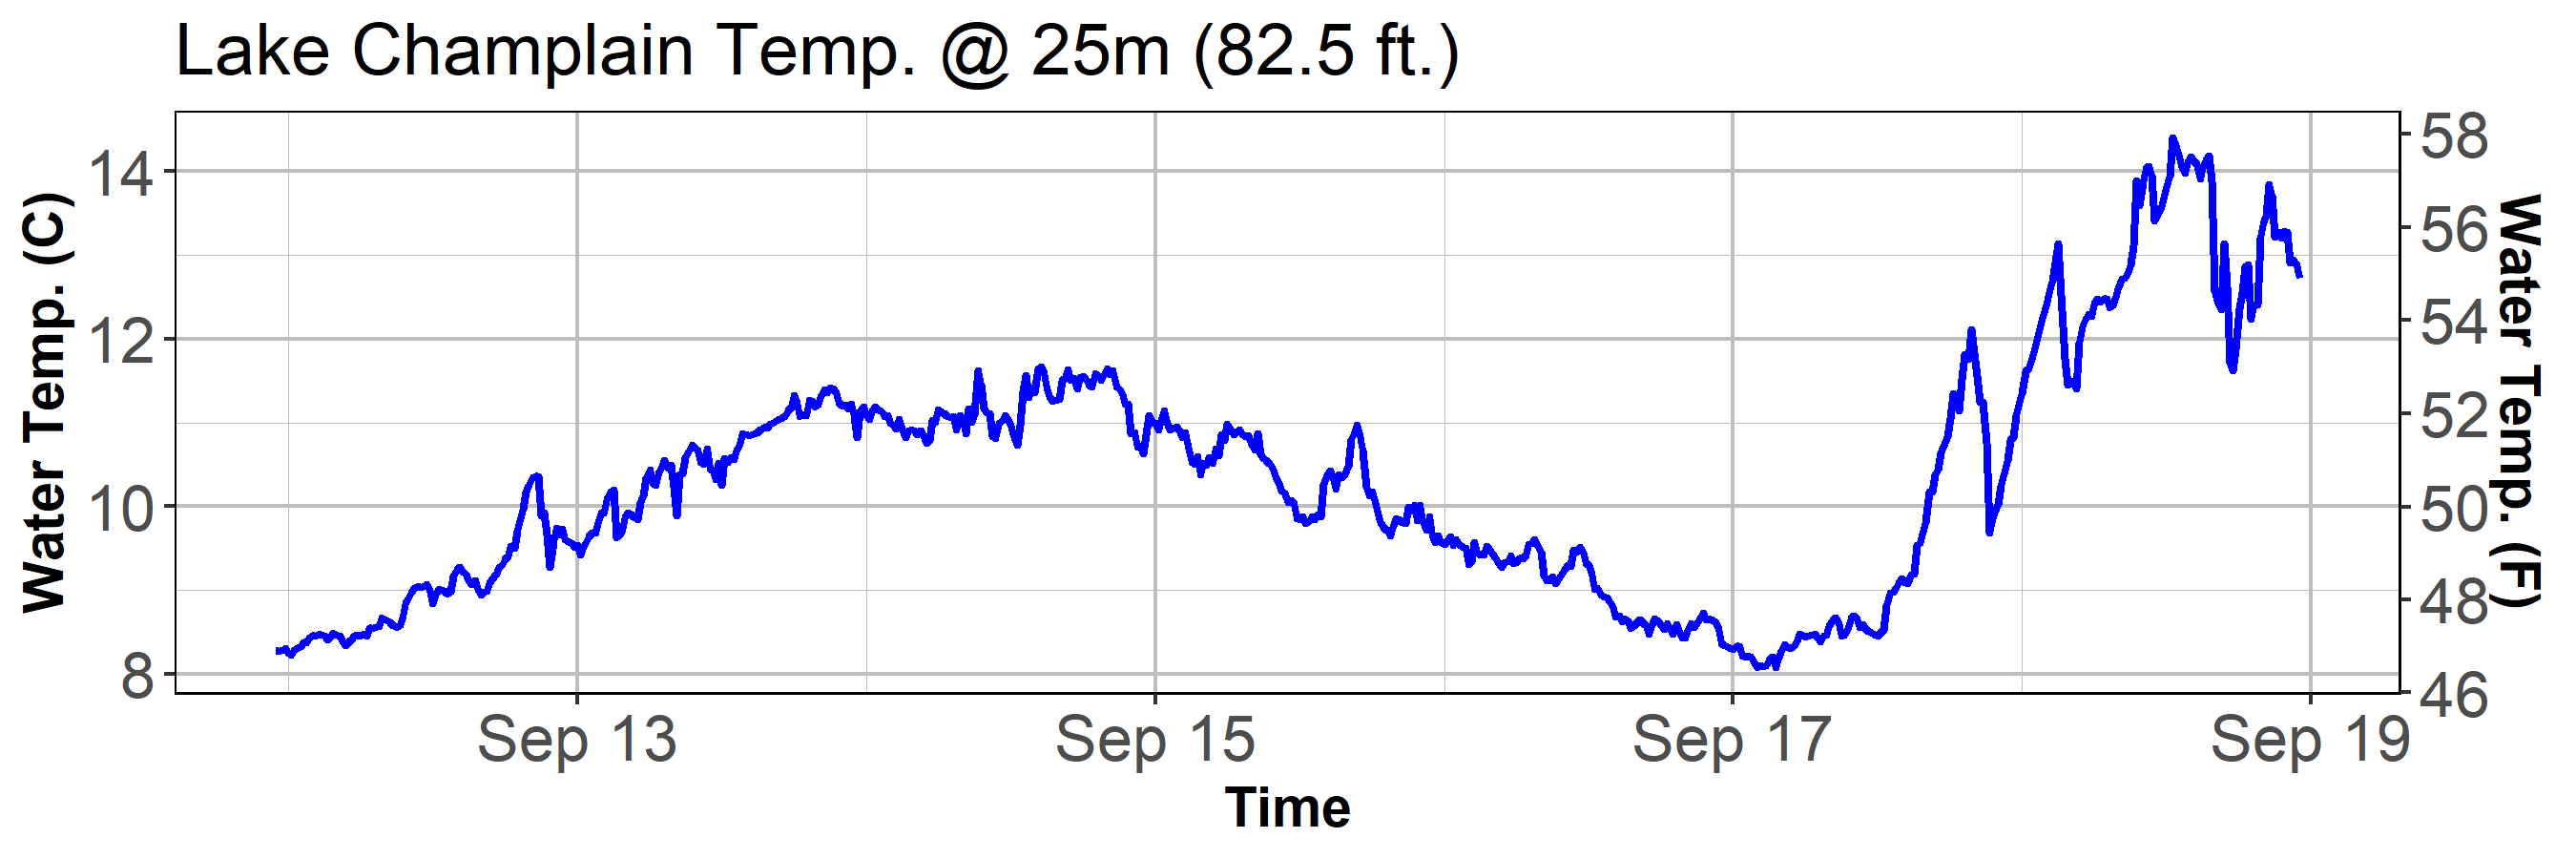 Lake Champlain Temp. @ 25m (82.5 ft.)
Water Temp. (C)
14
12
10
8
58
56
54
52
50
48
46
Water Temp. (F)
Sep 13 Sep 15 Sep 17 Sep 19
Time